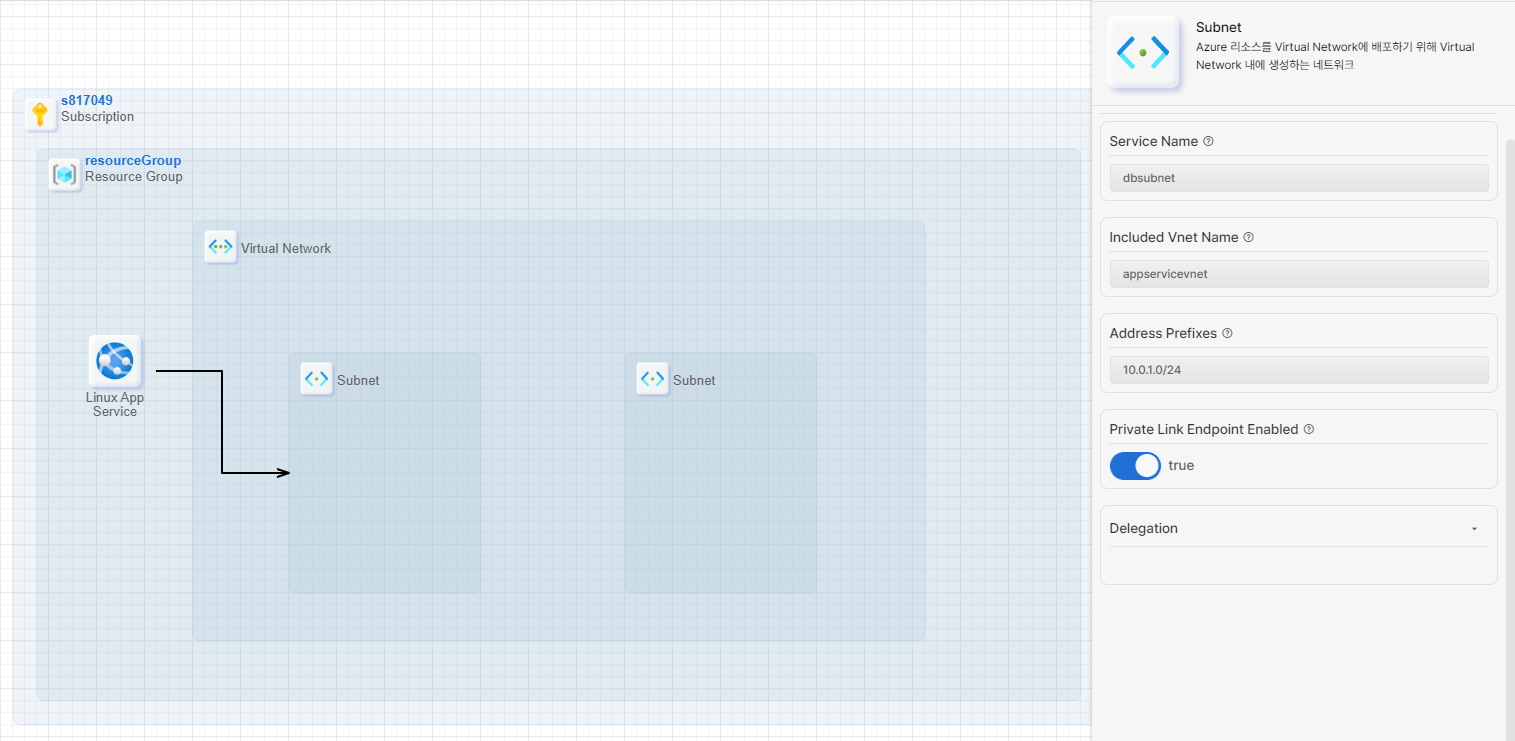 s817049
Subscription
resourceGroup
Resource Group
Virtual Network
Linux App
Service
Subnet
Subnet
Subnet
Azure 리소스를 Virtual Network에 배포하기 위해 Virtual
Network 내에 생성하는 네트워크
Service Name
dbsubnet
Included Vnet Name
appservicevnet
Address Prefixes
10.0.1.0/24
Private Link Endpoint Enabled
true
Delegation